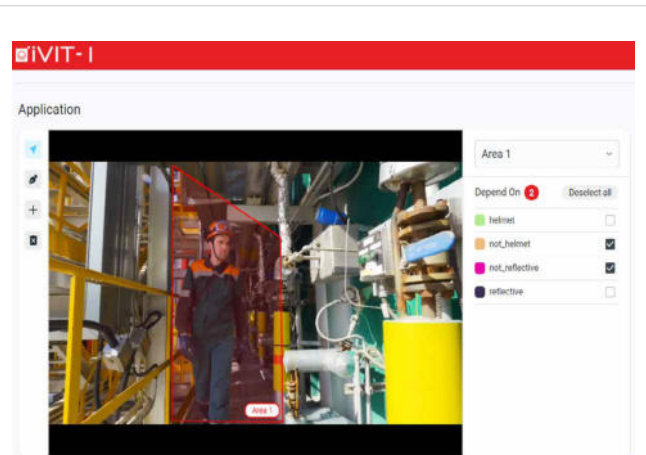 iVIT-I
Application
Area 1
Depend On 2 Deselect all
helmet
not_helmet
not_reflective
reflective
Area 1